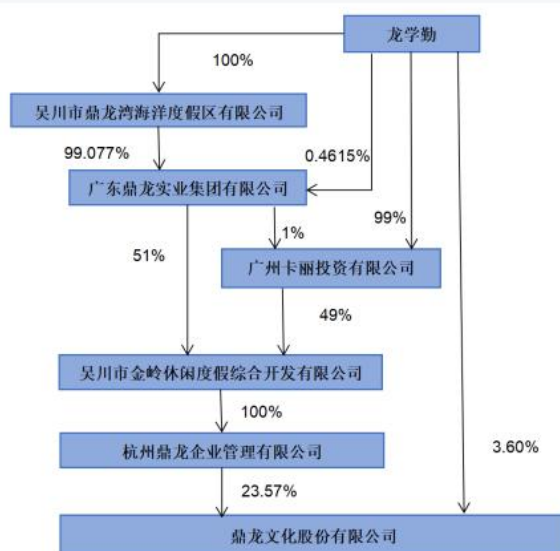 龙学勤
100%
吴川市鼎龙湾海洋度假区有限公司
99.077%
0.4615%
广东鼎龙实业集团有限公司
1%
99%
51%
广州卡丽投资有限公司
49%
吴川市金岭休闲度假综合开发有限公司
100%
杭州鼎龙企业管理有限公司
3.60%
23.57%
鼎龙文化股份有限公司